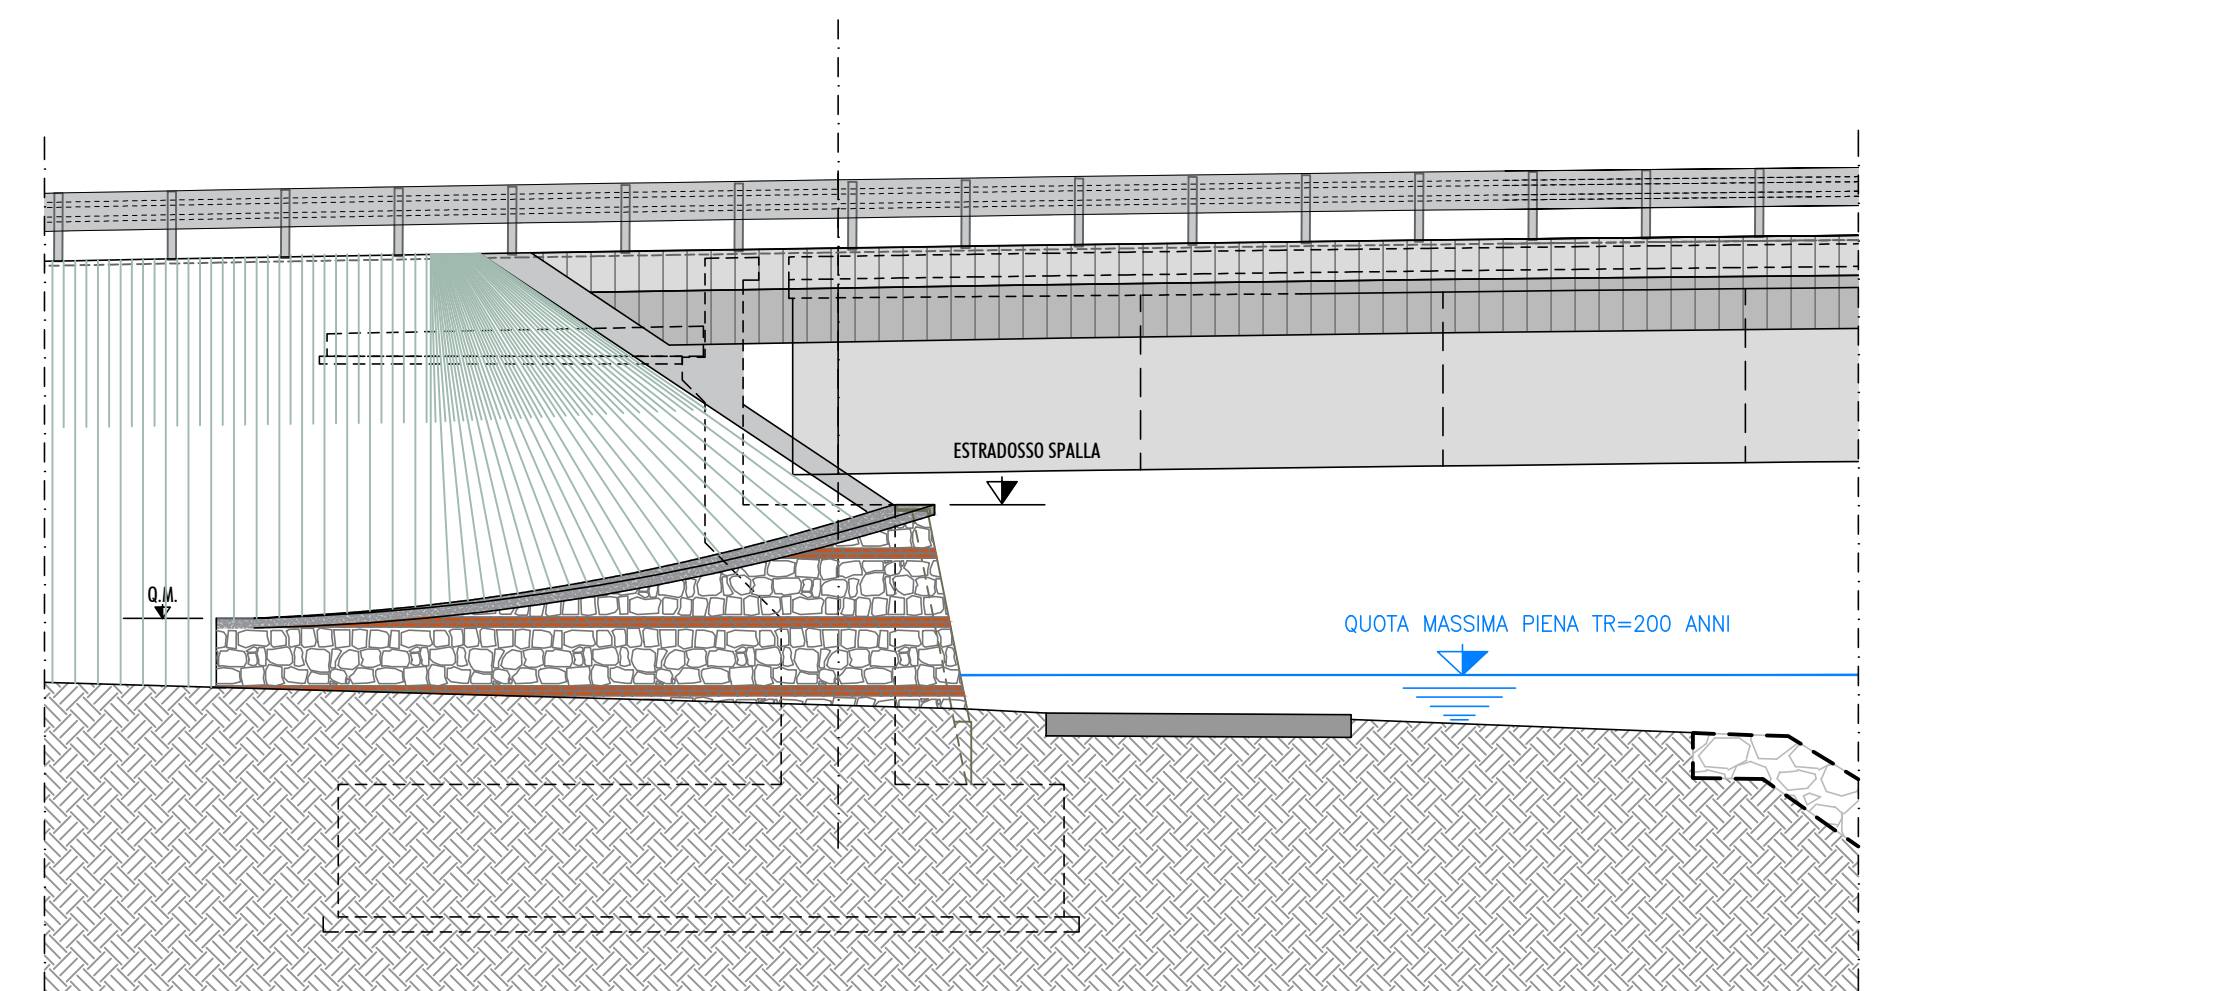 ESTRADOSSO SPALLA
Q.M.
QUOTA MASSIMA PIENA TR=200 ANNI